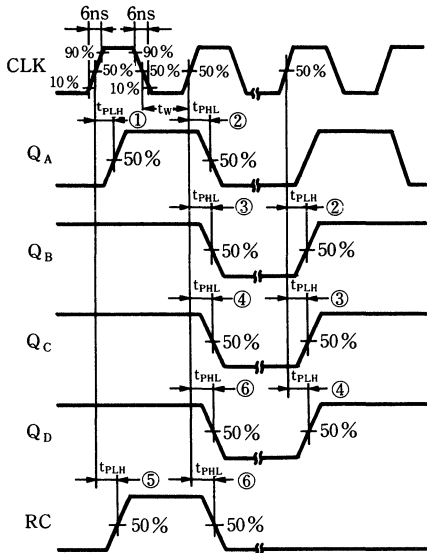 6ns 6ns
90% 90%
CLK 50% 50% 50% 50%
10% 10%
tPLH ① tW tPHL ②
QA 50% 50%
tPHL ③ tPLH ②
QB 50% 50%
tPHL ④ tPLH ③
QC 50% 50%
tPHL ⑥ tPLH ④
QD 50% 50%
tPLH ⑤ tPHL ⑥
RC 50% 50%